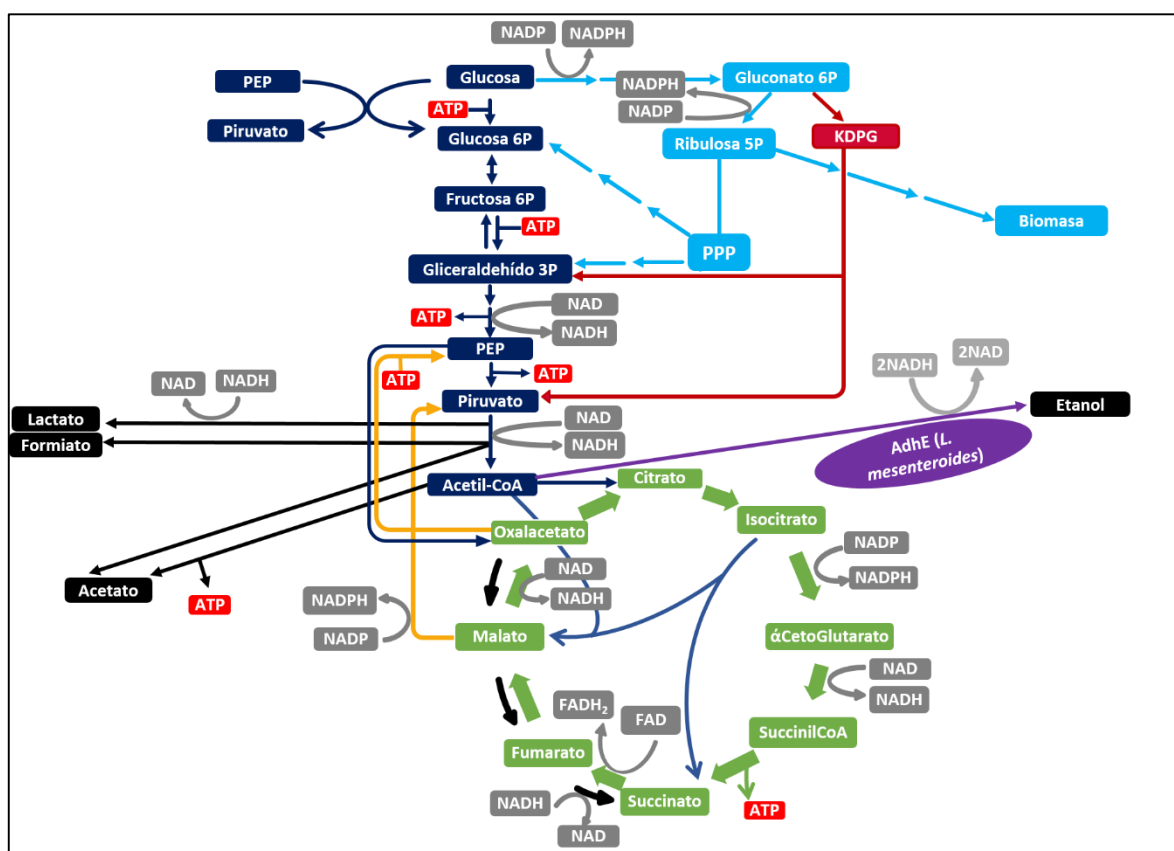 NADP
NADPH
PEP
Glucosa
Gluconato 6P
NADPH
NADP
ATP
Piruvato
Glucosa 6P
Ribulosa 5P
KDPG
Fructosa 6P
ATP
Biomasa
PPP
Gliceraldehído 3P
NAD
ATP
NADH
PEP
2NADH
2NAD
ATP
ATP
NAD
NADH
Piruvato
Etanol
Lactato
NAD
Formiato
NADH
AdhE (L.
mesenteroides)
Acetil-CoA
Citrato
Isocitrato
Oxalacetato
NADP
NAD
NADPH
Acetato
NADH
ATP
NADPH
NADP
Malato
άCetoGlutarato
NAD
NADH
FADH2
FAD
SuccinilCoA
Fumarato
NADH
Succinato
ATP
NAD